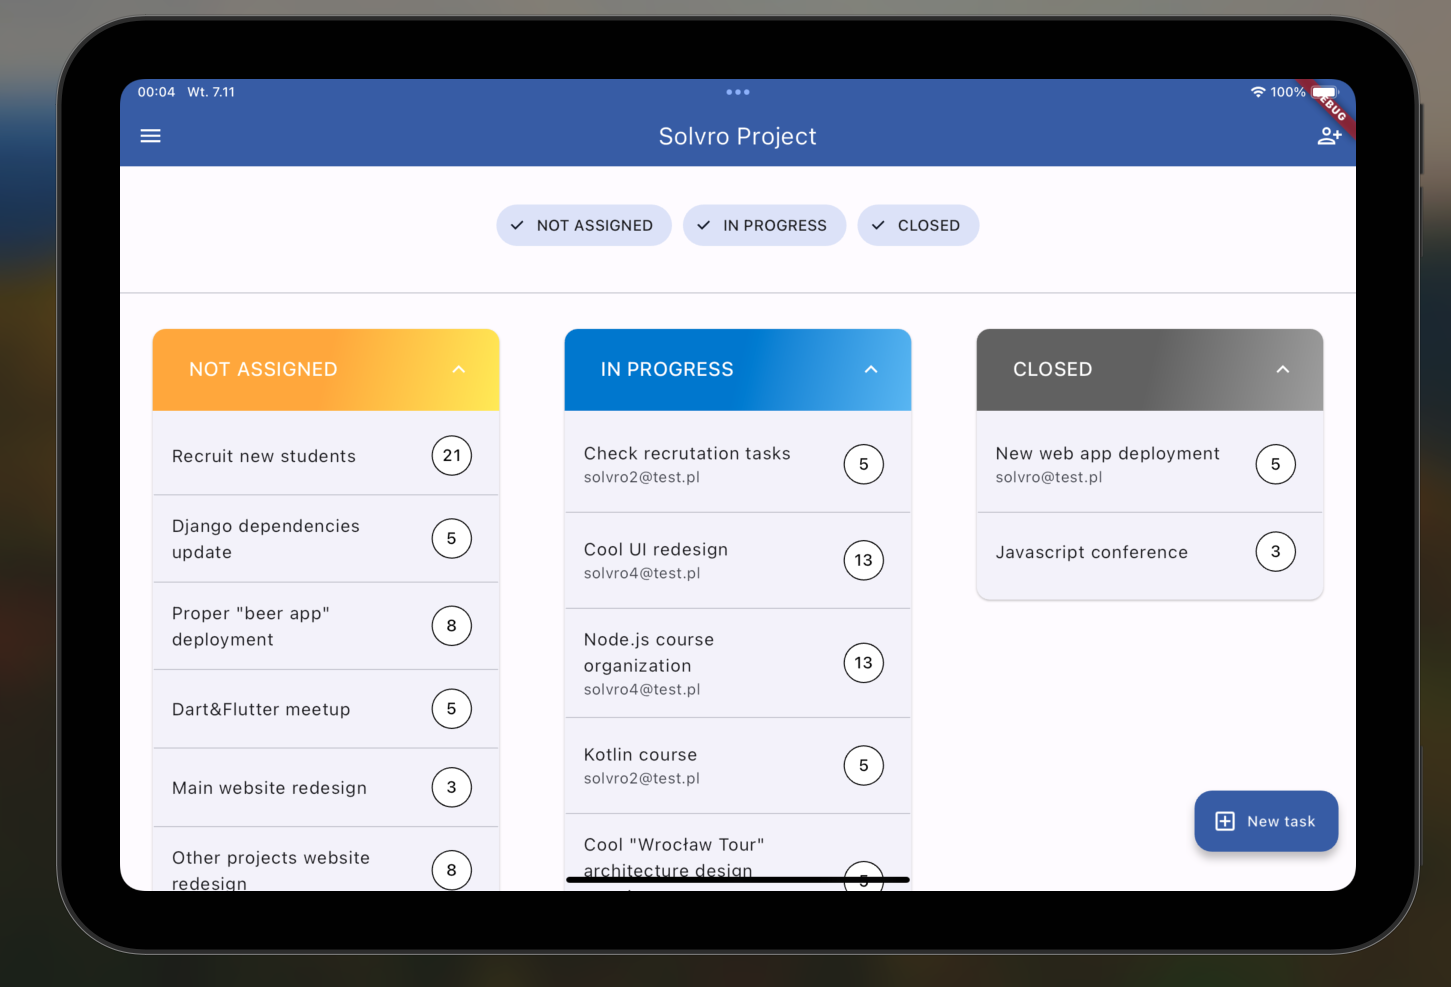 00:04 Wt. 7.11
100%
Solvro Project
NOT ASSIGNED
IN PROGRESS
CLOSED
NOT ASSIGNED
Recruit new students
21
Django dependencies
update
5
Proper "beer app"
deployment
8
Dart&Flutter meetup
5
Main website redesign
3
Other projects website
redesign
8
IN PROGRESS
Check recrutation tasks
solvro2@test.pl
5
Cool UI redesign
solvro4@test.pl
13
Node.js course
organization
solvro4@test.pl
13
Kotlin course
solvro2@test.pl
5
Cool "Wrocław Tour"
architecture design
5
CLOSED
New web app deployment
solvro@test.pl
5
Javascript conference
3
New task